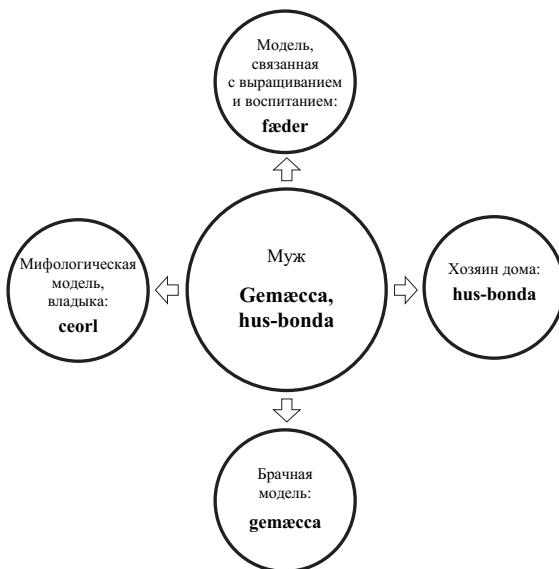 Модель,
связанная
с выращиванием
и воспитанием:
fæder
Мифологическая
модель,
владыка:
ceorl
Муж
Gemæcca,
hus-bonda
Хозяин дома:
hus-bonda
Брачная
модель:
gemæcca